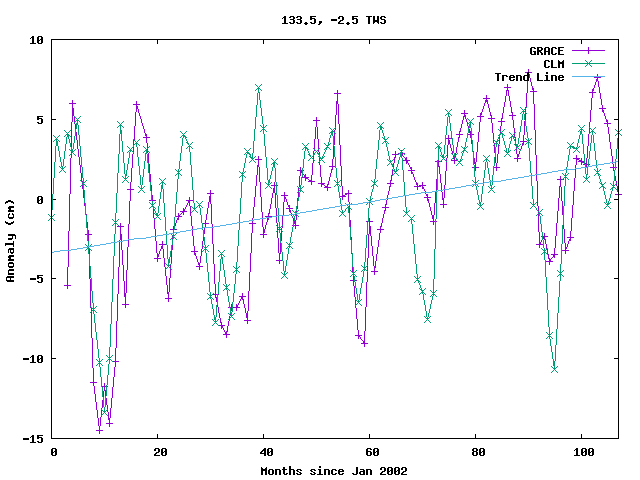 133.5, -2.5 TWS
GRACE
CLM
Trend Line
10
5
0
-5
-10
-15
Anomaly (cm)
0 20 40 60 80 100
Months since Jan 2002